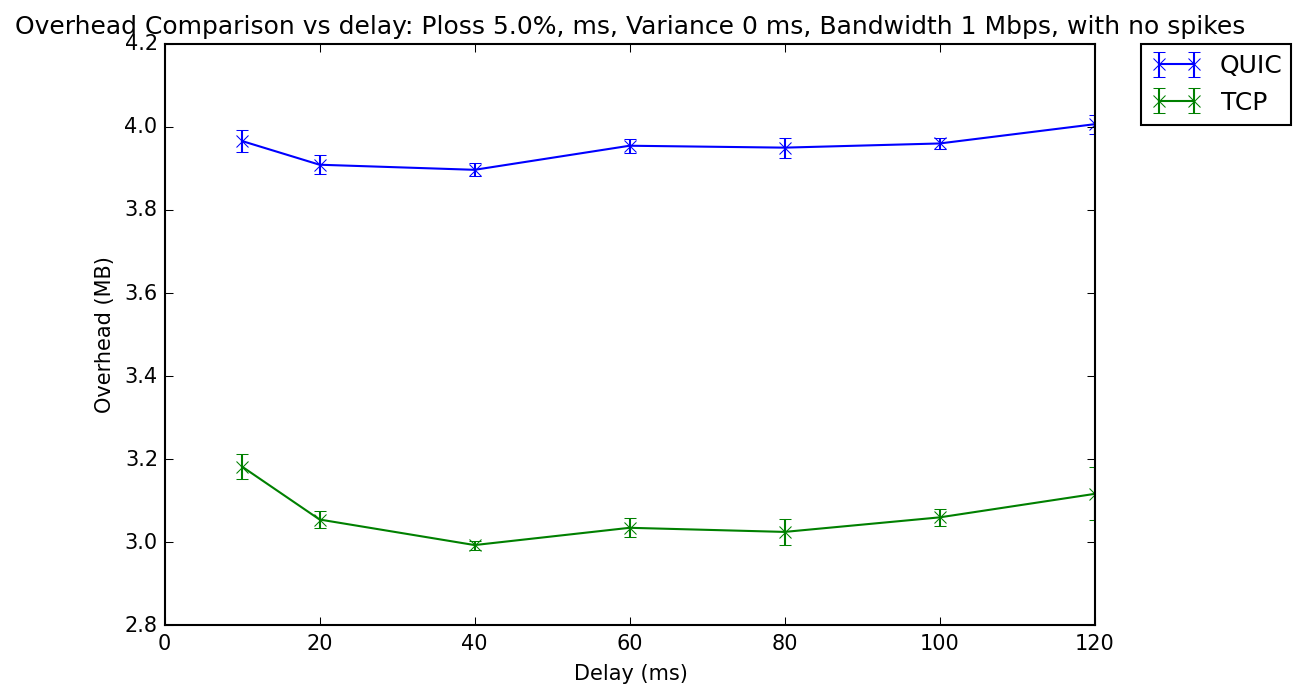 Overhead Comparison vs delay: Ploss 5.0%, ms, Variance 0 ms, Bandwidth 1 Mbps, with no spikes
QUIC
TCP
4.2
4.0
3.8
3.6
3.4
3.2
3.0
2.8
Overhead (MB)
0 20 40 60 80 100 120
Delay (ms)